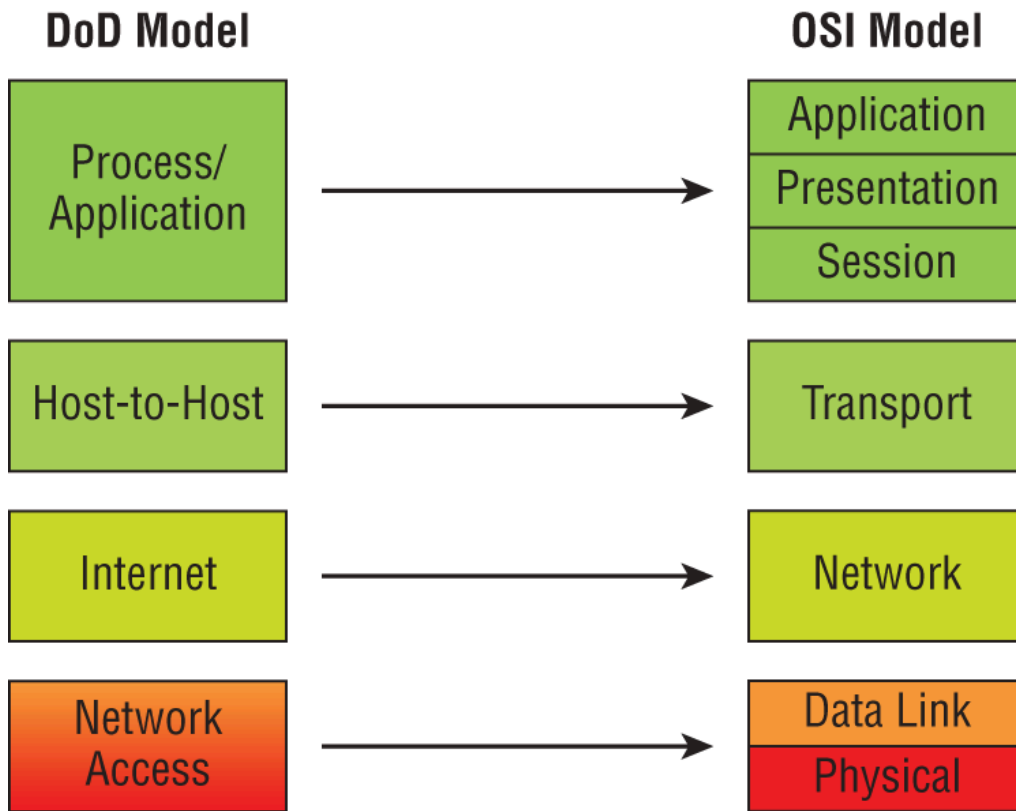 DoD Model
OSI Model
Process/
Application
Application
Presentation
Session
Host-to-Host
Transport
Internet
Network
Network
Access
Data Link
Physical